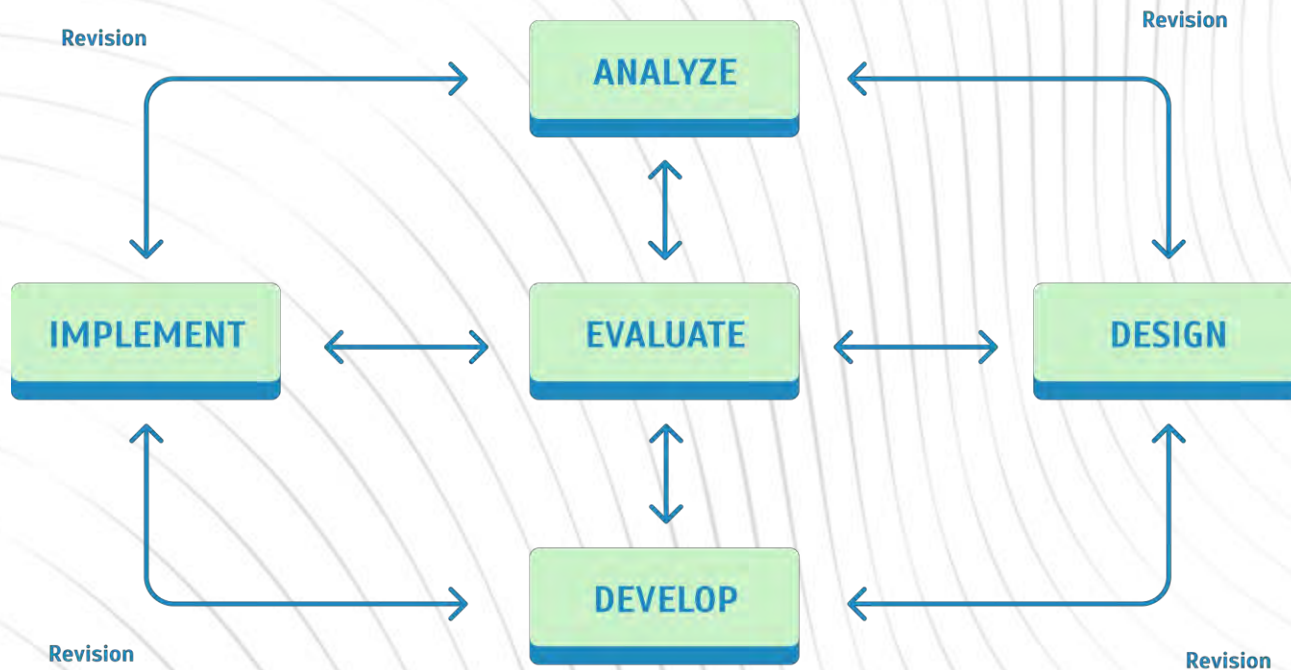 Revision
Revision
ANALYZE
IMPLEMENT
EVALUATE
DESIGN
DEVELOP
Revision
Revision